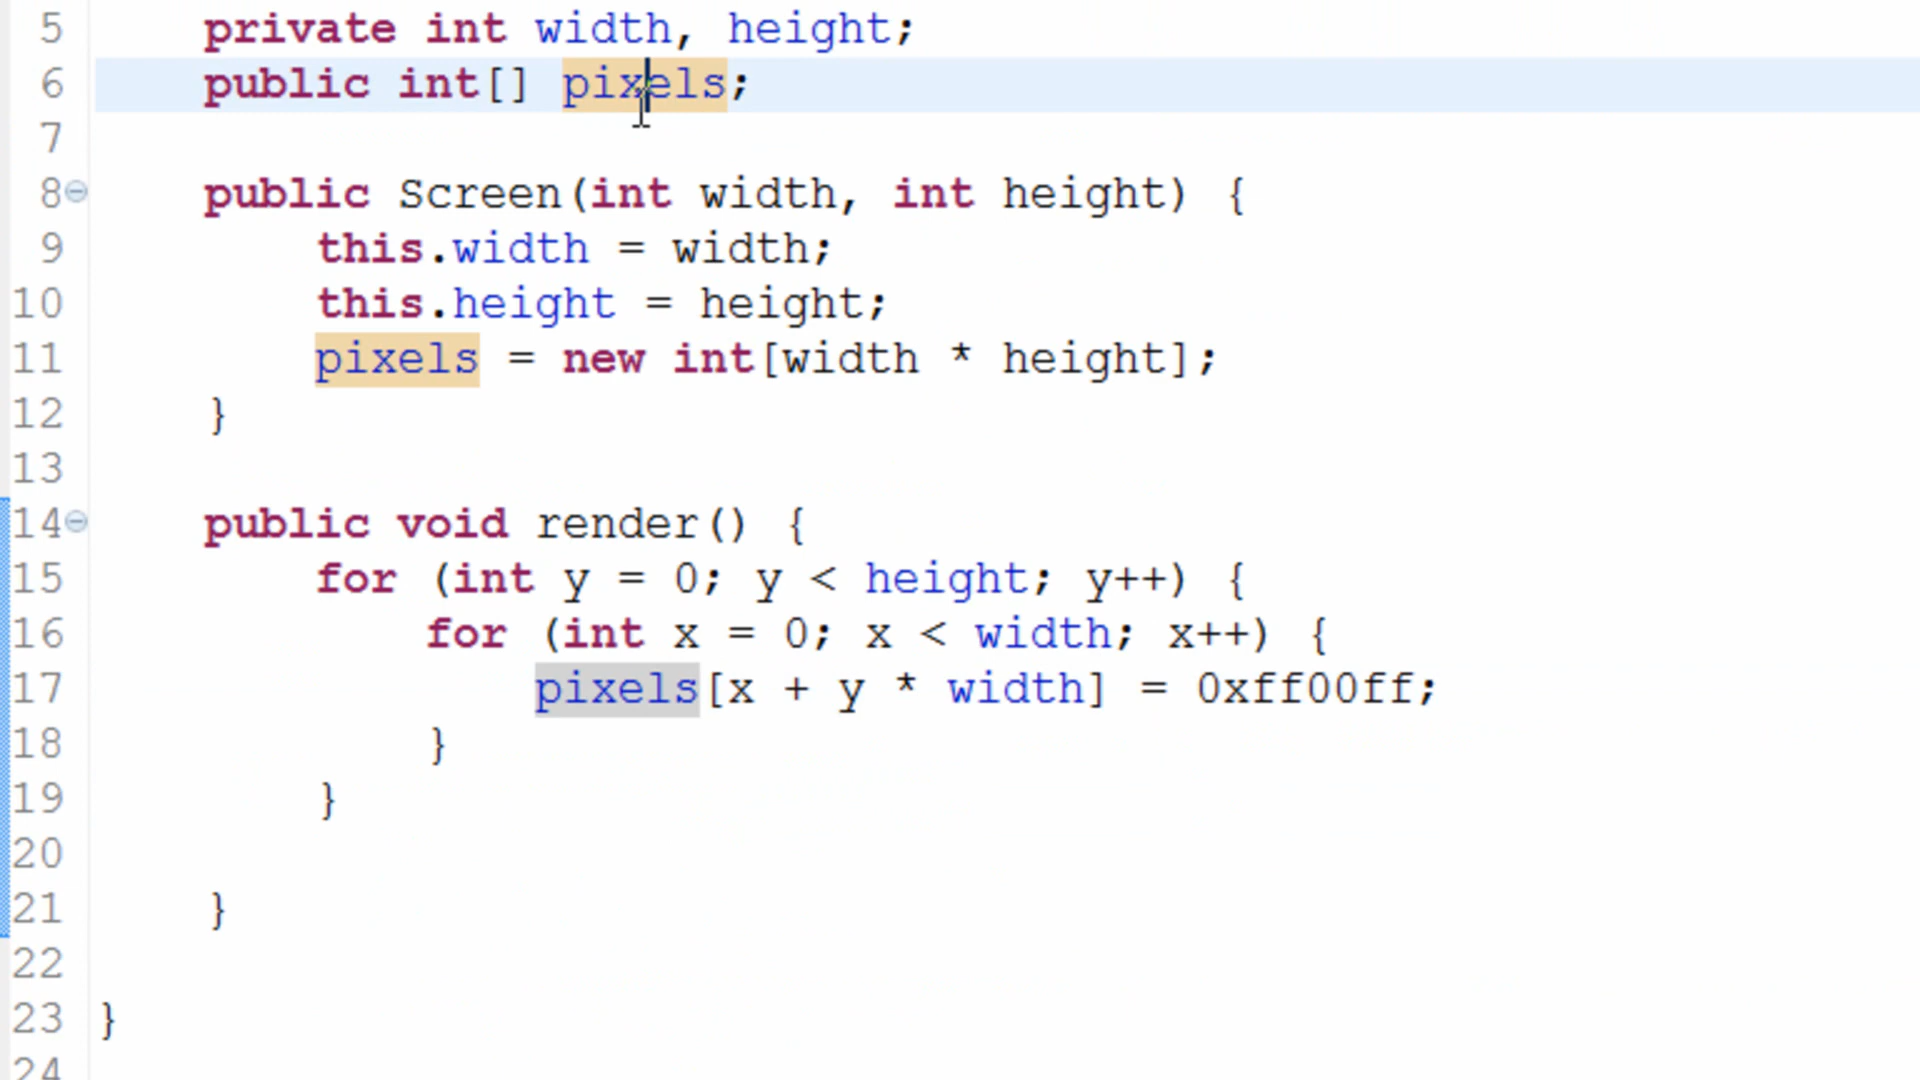 5 private int width, height;
6 public int[] pixels;
7
8 public Screen(int width, int height) {
9 this.width = width;
10 this.height = height;
11 pixels = new int[width * height];
12 }
13
14 public void render() {
15 for (int y = 0; y < height; y++) {
16 for (int x = 0; x < width; x++) {
17 pixels[x + y * width] = 0xff00ff;
18 }
19 }
20
21 }
22
23 }
24